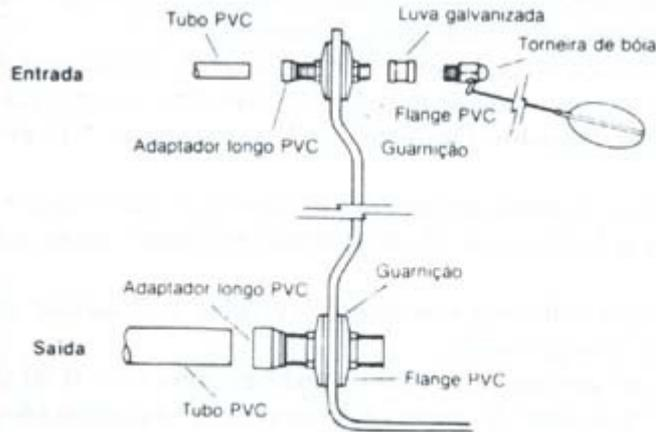 Tubo PVC
Luva galvanizada
Torneira de bóia
Entrada
Flange PVC
Adaptador longo PVC
Guarnição
Guarnição
Adaptador longo PVC
Saída
Flange PVC
Tubo PVC